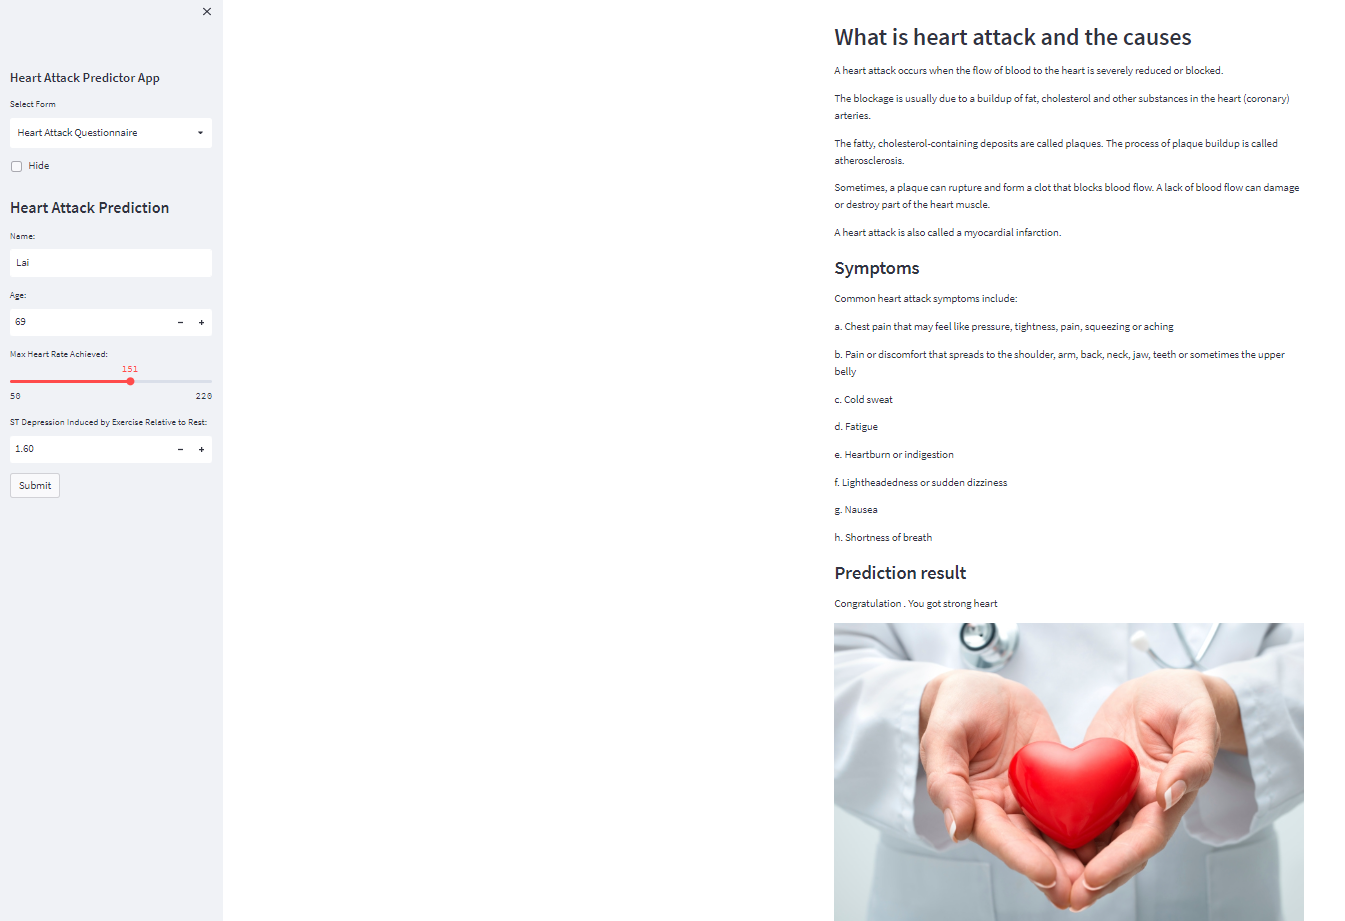 Heart Attack Predictor App
Select Form
Heart Attack Questionnaire
Hide
Heart Attack Prediction
Name:
Lai
Age:
69
Max Heart Rate Achieved:
151
50 220
ST Depression Induced by Exercise Relative to Rest:
1.60
Submit
What is heart attack and the causes
A heart attack occurs when the flow of blood to the heart is severely reduced or blocked.
The blockage is usually due to a buildup of fat, cholesterol and other substances in the heart (coronary)
arteries.
The fatty, cholesterol-containing deposits are called plaques. The process of plaque buildup is called
atherosclerosis.
Sometimes, a plaque can rupture and form a clot that blocks blood flow. A lack of blood flow can damage
or destroy part of the heart muscle.
A heart attack is also called a myocardial infarction.
Symptoms
Common heart attack symptoms include:
a. Chest pain that may feel like pressure, tightness, pain, squeezing or aching
b. Pain or discomfort that spreads to the shoulder, arm, back, neck, jaw, teeth or sometimes the upper
belly
c. Cold sweat
d. Fatigue
e. Heartburn or indigestion
f. Lightheadedness or sudden dizziness
g. Nausea
h. Shortness of breath
Prediction result
Congratulation . You got strong heart